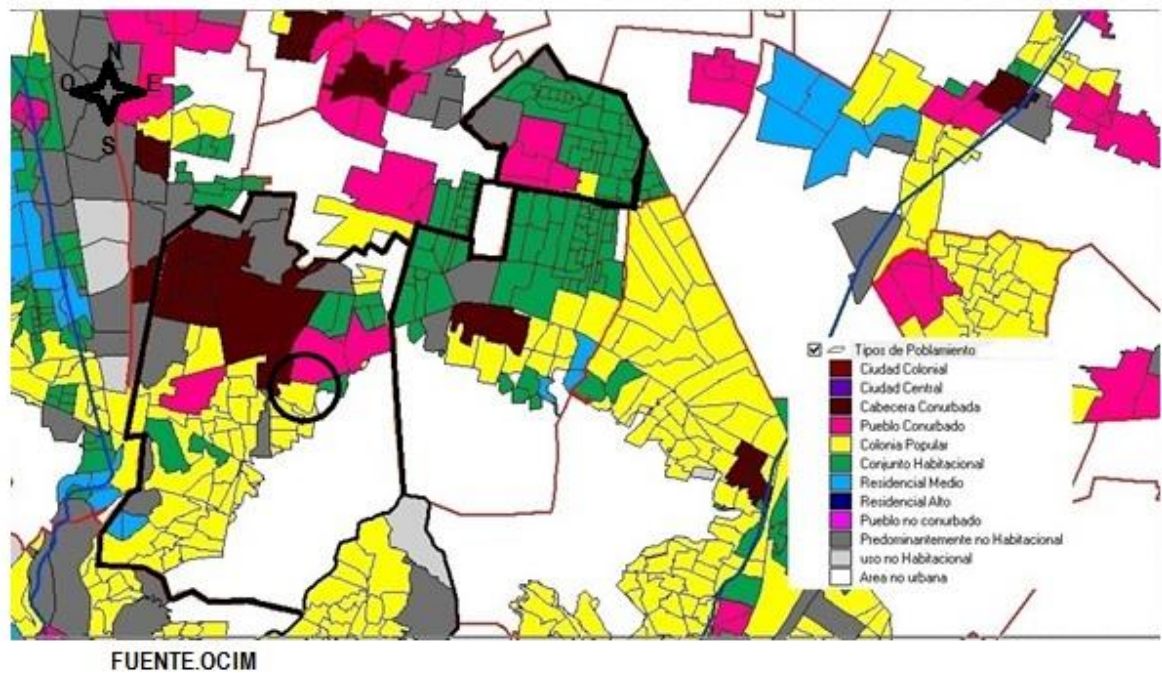 N
O E
S
Tipos de Poblamiento
Ciudad Colonial
Ciudad Central
Cabecera Conurbada
Pueblo Conurbado
Colonia Popular
Conjunto Habitacional
Residencial Medio
Residencial Alto
Pueblo no conurbado
Predominantemente no Habitacional
uso no Habitacional
Area no urbana
FUENTE.OCIM